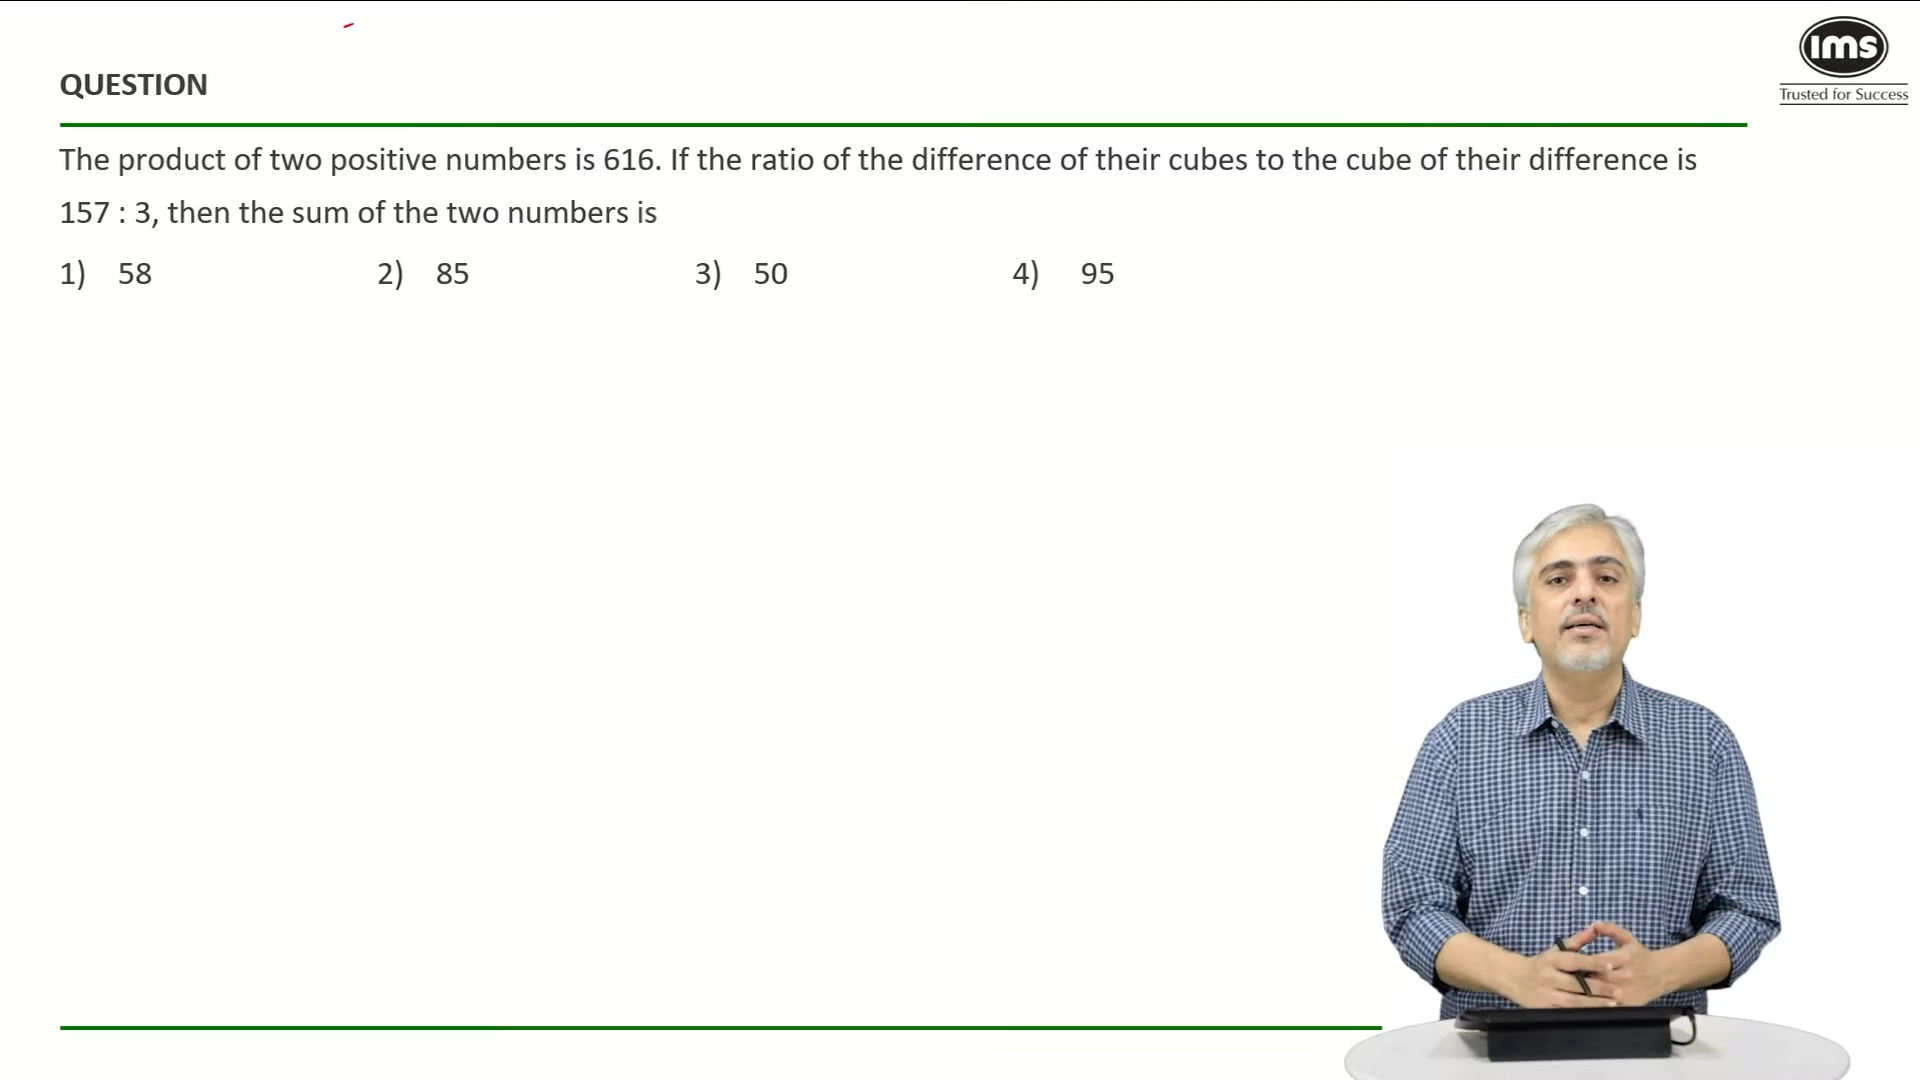 ims
Trusted for Success
QUESTION
The product of two positive numbers is 616. If the ratio of the difference of their cubes to the cube of their difference is
157 : 3, then the sum of the two numbers is
1) 58 2) 85 3) 50 4) 95